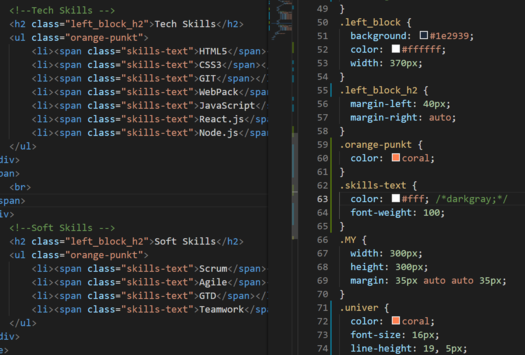 <!--Tech Skills -->
<h2 class="left_block_h2">Tech Skills</h2>
<ul class="orange-punkt">
<li><span class="skills-text">HTML5</span>
<li><span class="skills-text">CSS3</span>
<li><span class="skills-text">GIT</span></
<li><span class="skills-text">WebPack</span>
<li><span class="skills-text">JavaScript</span>
<li><span class="skills-text">React.js</span>
<li><span class="skills-text">Node.js</span>
</ul>
div>
pan>
<br>
span>
iv>
<!--Soft Skills -->
<h2 class="left_block_h2">Soft Skills</h2>
<ul class="orange-punkt">
<li><span class="skills-text">Scrum</span>
<li><span class="skills-text">Agile</span>
<li><span class="skills-text">GTD</span></
<li><span class="skills-text">Teamwork</span>
</ul>
div>
49 }
50 .left_block {
51 background: #1e2939;
52 color: #ffffff;
53 width: 370px;
54 }
55 .left_block_h2 {
56 margin-left: 40px;
57 margin-right: auto;
58 }
59 .orange-punkt {
60 color: coral;
61 }
62 .skills-text {
63 color: #fff; /*darkgray;*/
64 font-weight: 100;
65 }
66 .MY {
67 width: 300px;
68 height: 300px;
69 margin: 35px auto auto 35px;
70 }
71 .univer {
72 color: coral;
73 font-size: 16px;
74 line-height: 19, 5px;